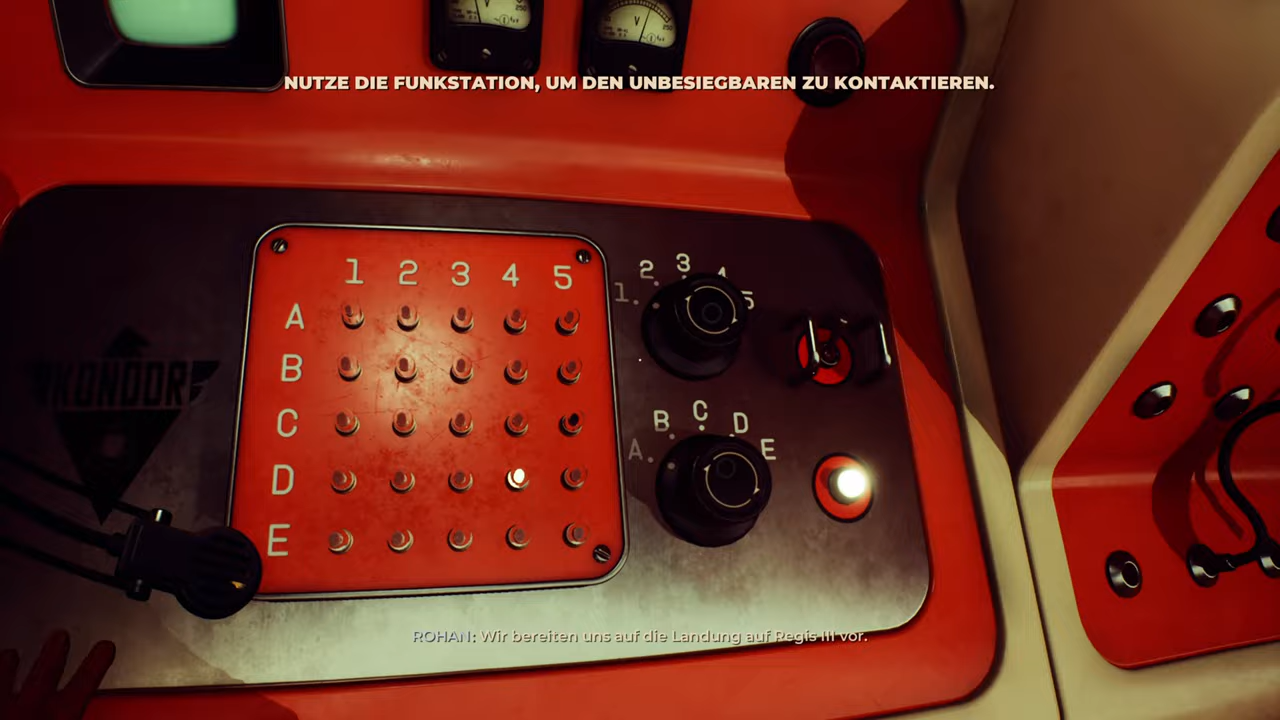 V
V
NUTZE DIE FUNKSTATION, UM DEN UNBESIEGBAREN ZU KONTAKTIEREN.
1 2 3 4 5
A
B
C
D
E
1. 2 3 4 5
A. B C D E
KONDOR
ROHAN: Wir bereiten uns auf die Landung auf Regis III vor.